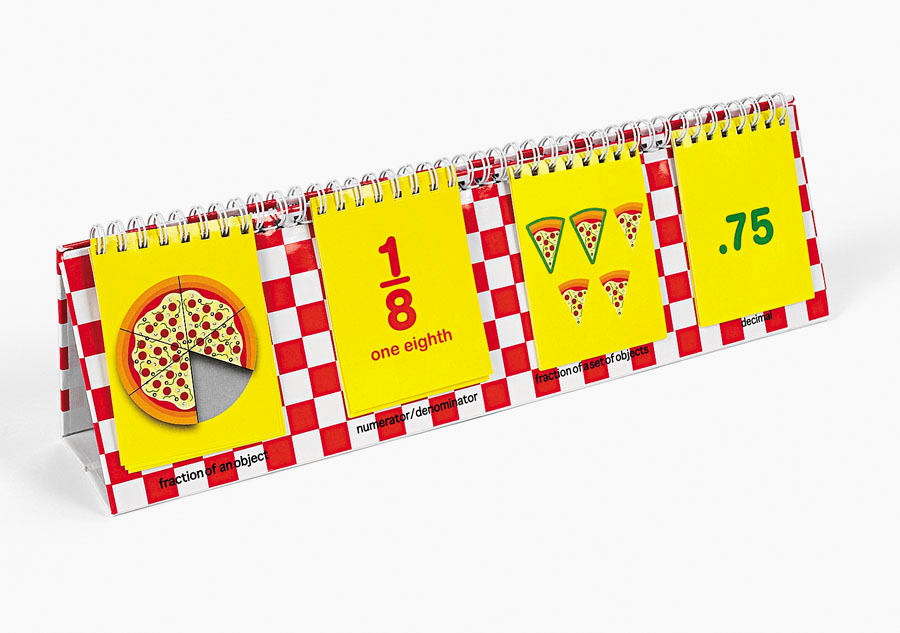 1
8
one eighth
.75
fraction of an object
numerator/denominator
fraction of a set of objects
decimal